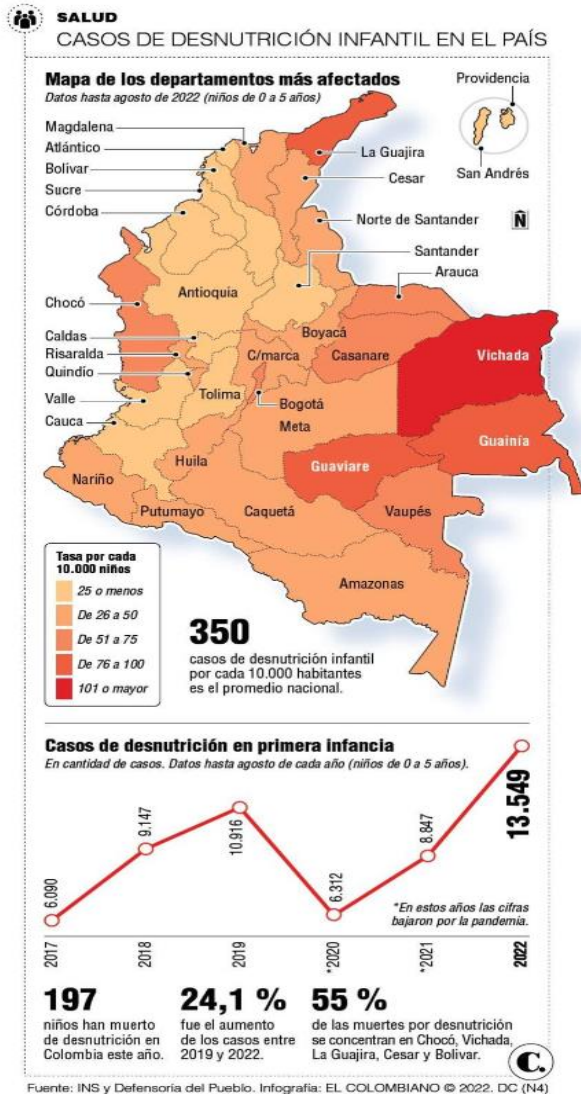 SALUD
CASOS DE DESNUTRICIÓN INFANTIL EN EL PAÍS
Mapa de los departamentos más afectados
Datos hasta agosto de 2022 (niños de 0 a 5 años)
Providencia
San Andrés
Magdalena
Atlántico
Bolívar
Sucre
Córdoba
La Guajira
Cesar
Norte de Santander
Ñ
Santander
Arauca
Antioquia
Chocó
Boyacá
Caldas
Risaralda
Quindío
C/marca
Casanare
Vichada
Valle
Tolima
Bogotá
Cauca
Meta
Guainía
Huila
Guaviare
Nariño
Vaupés
Putumayo
Caquetá
Amazonas
Tasa por cada
10.000 niños
25 o menos
De 26 a 50
De 51 a 75
De 76 a 100
101 o mayor
350
casos de desnutrición infantil
por cada 10.000 habitantes
es el promedio nacional.
Casos de desnutrición en primera infancia
En cantidad de casos. Datos hasta agosto de cada año (niños de 0 a 5 años).
6.090
9.147
10.916
6.312
8.847
13.549
*En estos años las cifras
bajaron por la pandemia.
2017
2018
2019
*2020
*2021
2022
197
niños han muerto
de desnutrición en
Colombia este año.
24,1 %
fue el aumento
de los casos entre
2019 y 2022.
55 %
de las muertes por desnutrición
se concentran en Chocó, Vichada,
La Guajira, Cesar y Bolivar.
C.
Fuente: INS y Defensoría del Pueblo. Infografía: EL COLOMBIANO © 2022. DC (N4)